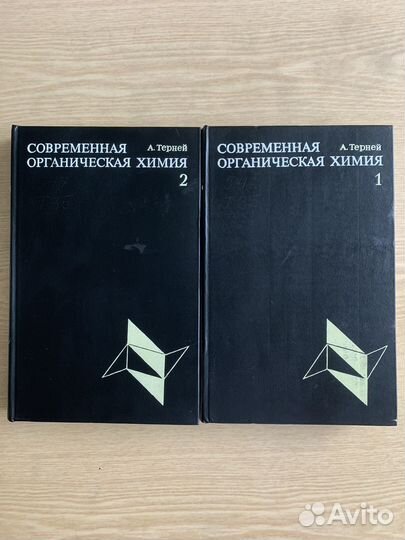 А. Терней
СОВРЕМЕННАЯ
ОРГАНИЧЕСКАЯ ХИМИЯ
2
А. Терней
СОВРЕМЕННАЯ
ОРГАНИЧЕСКАЯ ХИМИЯ
1
Avito